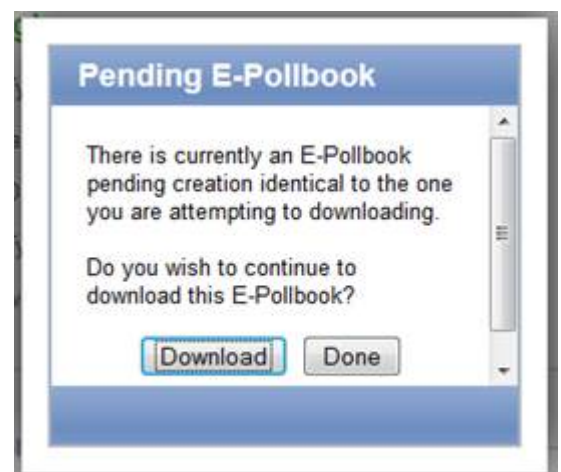 Pending E-Pollbook
There is currently an E-Pollbook
pending creation identical to the one
you are attempting to downloading.
Do you wish to continue to
download this E-Pollbook?
Download Done